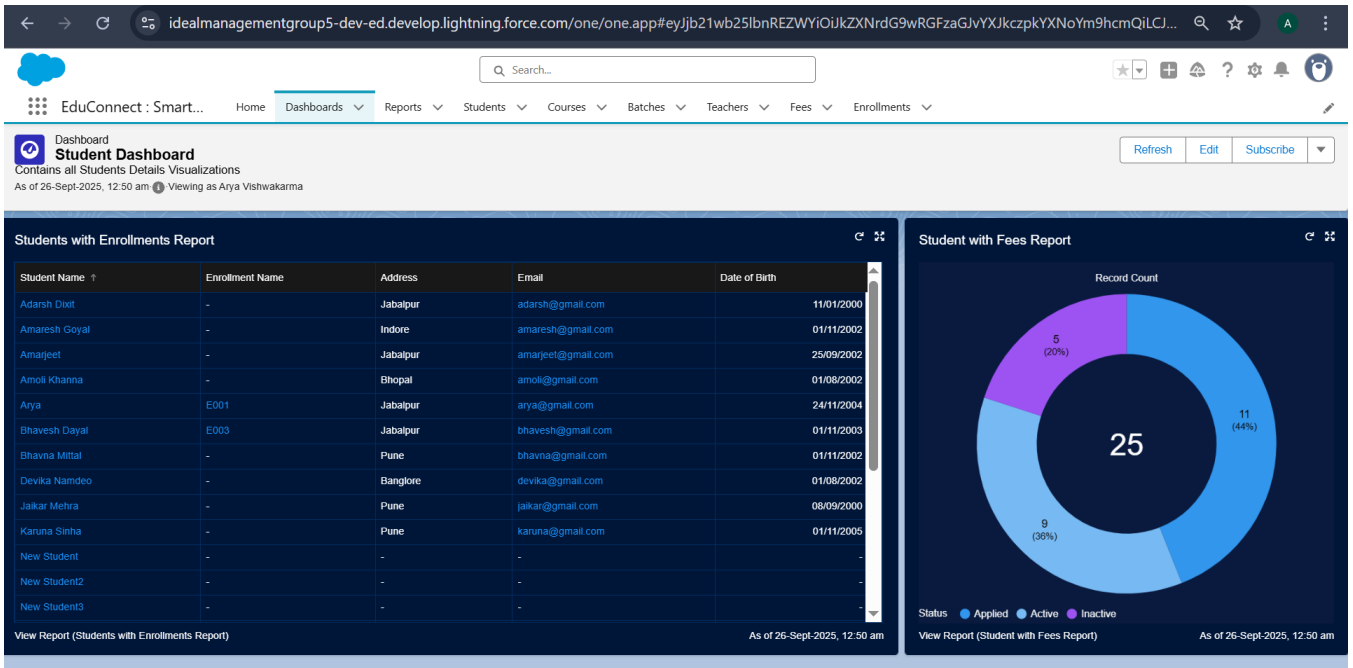 idealmanagementgroup5-dev-ed.develop.lightning.force.com/one/one.app#eyJjb21wb25lbnREZWYiOiJkZXNrdG9wRGFzaGJvYXJkczpkYXNoYm9hcmQiLCJ...
A
Search...
EduConnect : Smart... Home Dashboards Reports Students Courses Batches Teachers Fees Enrollments
Dashboard
Student Dashboard
Contains all Students Details Visualizations
As of 26-Sept-2025, 12:50 am Viewing as Arya Vishwakarma
Refresh Edit Subscribe
Students with Enrollments Report
Student Name ↑ Enrollment Name Address Email Date of Birth
Adarsh Dixit - Jabalpur adarsh@gmail.com 11/01/2000
Amaresh Goyal - Indore amaresh@gmail.com 01/11/2002
Amarjeet - Jabalpur amarjeet@gmail.com 25/09/2002
Amoli Khanna - Bhopal amoli@gmail.com 01/08/2002
Arya E001 Jabalpur arya@gmail.com 24/11/2004
Bhavesh Dayal E003 Jabalpur bhavesh@gmail.com 01/11/2003
Bhavna Mittal - Pune bhavna@gmail.com 01/11/2002
Devika Namdeo - Banglore devika@gmail.com 01/08/2002
Jaikar Mehra - Pune jaikar@gmail.com 08/09/2000
Karuna Sinha - Pune karuna@gmail.com 01/11/2005
New Student - - - -
New Student2 - - - -
New Student3 - - - -
View Report (Students with Enrollments Report) As of 26-Sept-2025, 12:50 am
Student with Fees Report
Record Count
5
(20%)
11
(44%)
25
9
(36%)
Status Applied Active Inactive
View Report (Student with Fees Report) As of 26-Sept-2025, 12:50 am